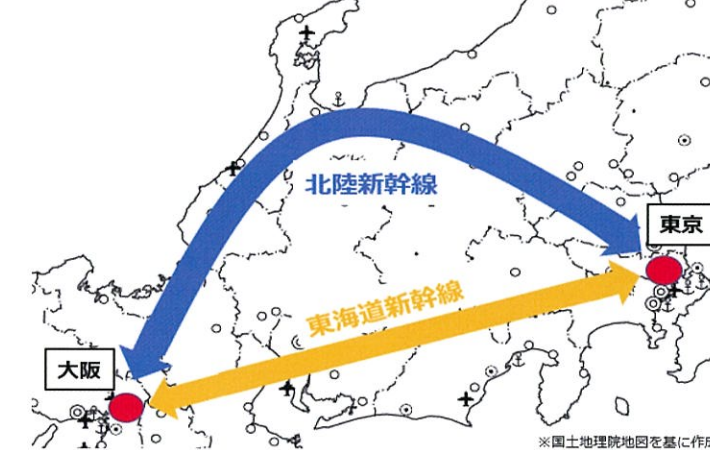 北陸新幹線
東京
東海道新幹線
大阪
※国土地理院地図を基に作成